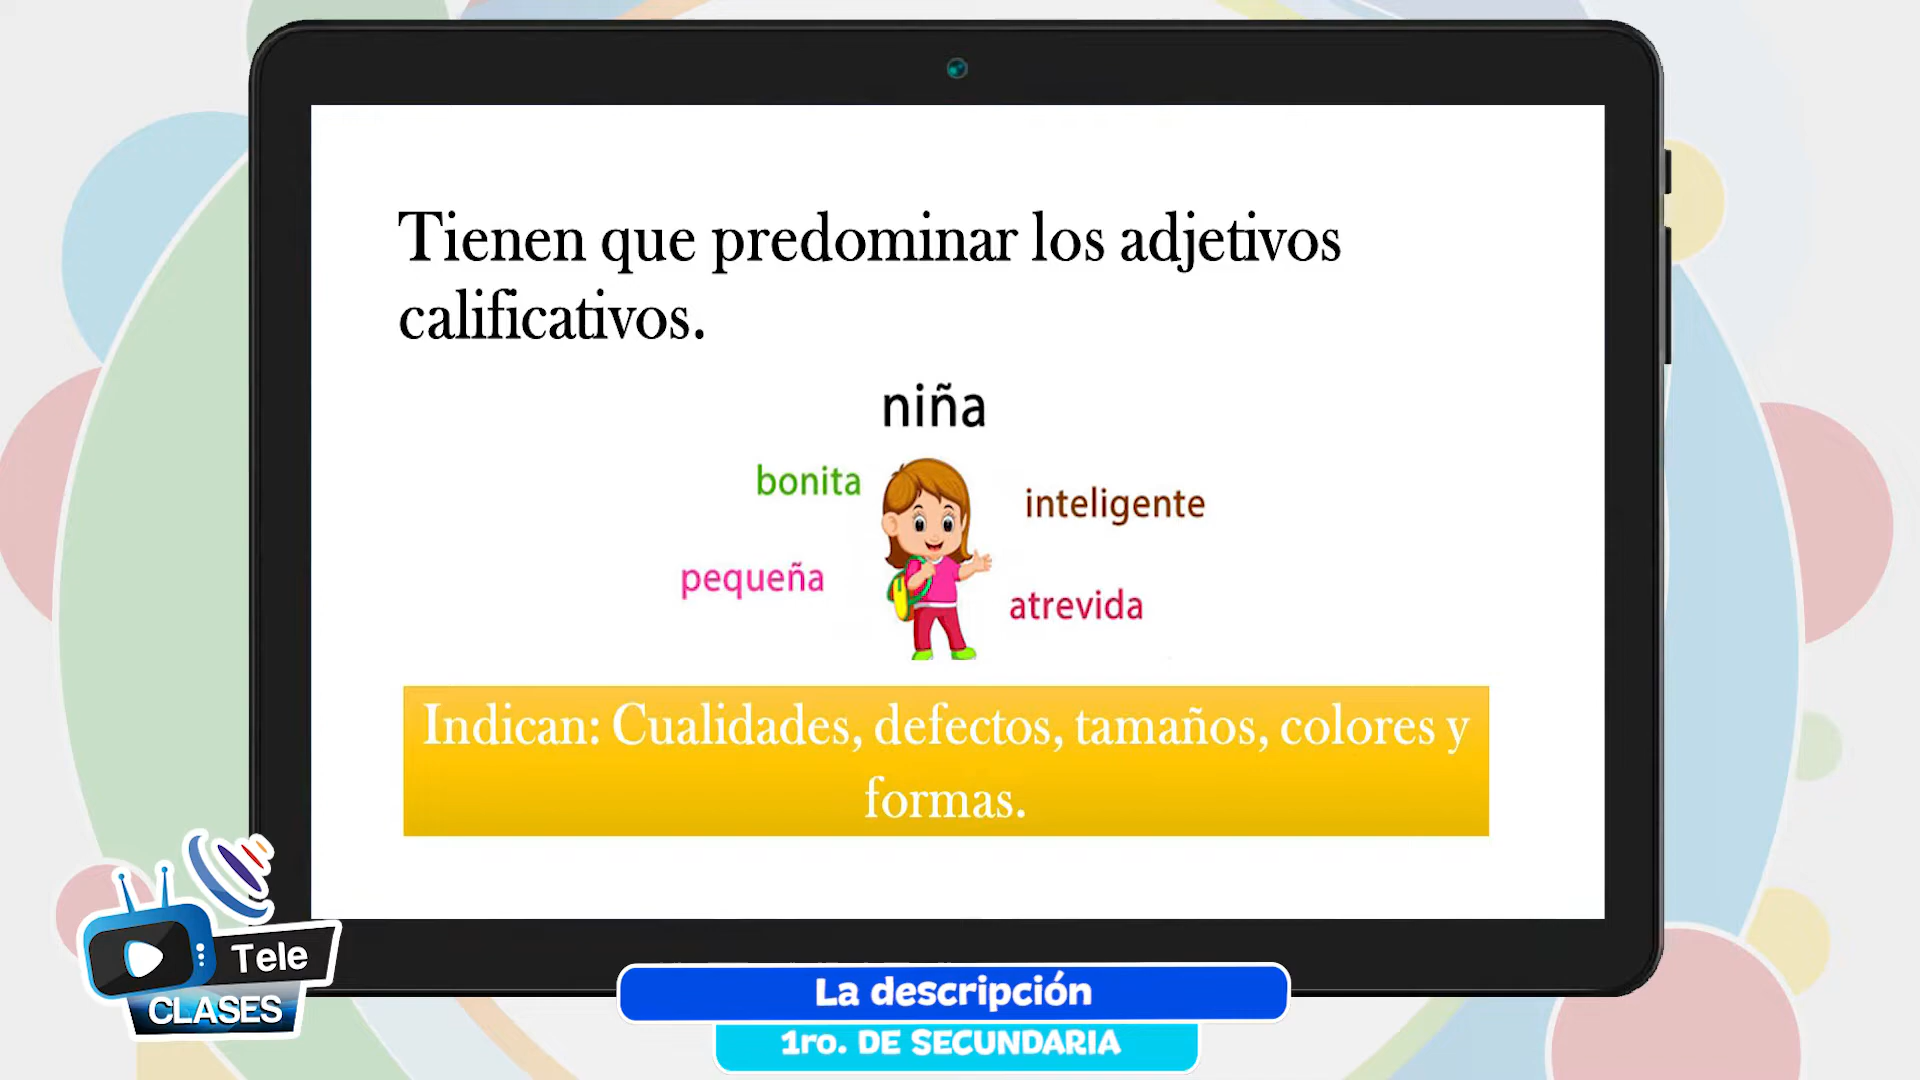 Tienen que predominar los adjetivos
calificativos.
niña
bonita
inteligente
pequeña
atrevida
Indican: Cualidades, defectos, tamaños, colores y
formas.
Tele
CLASES
La descripción
1ro. DE SECUNDARIA